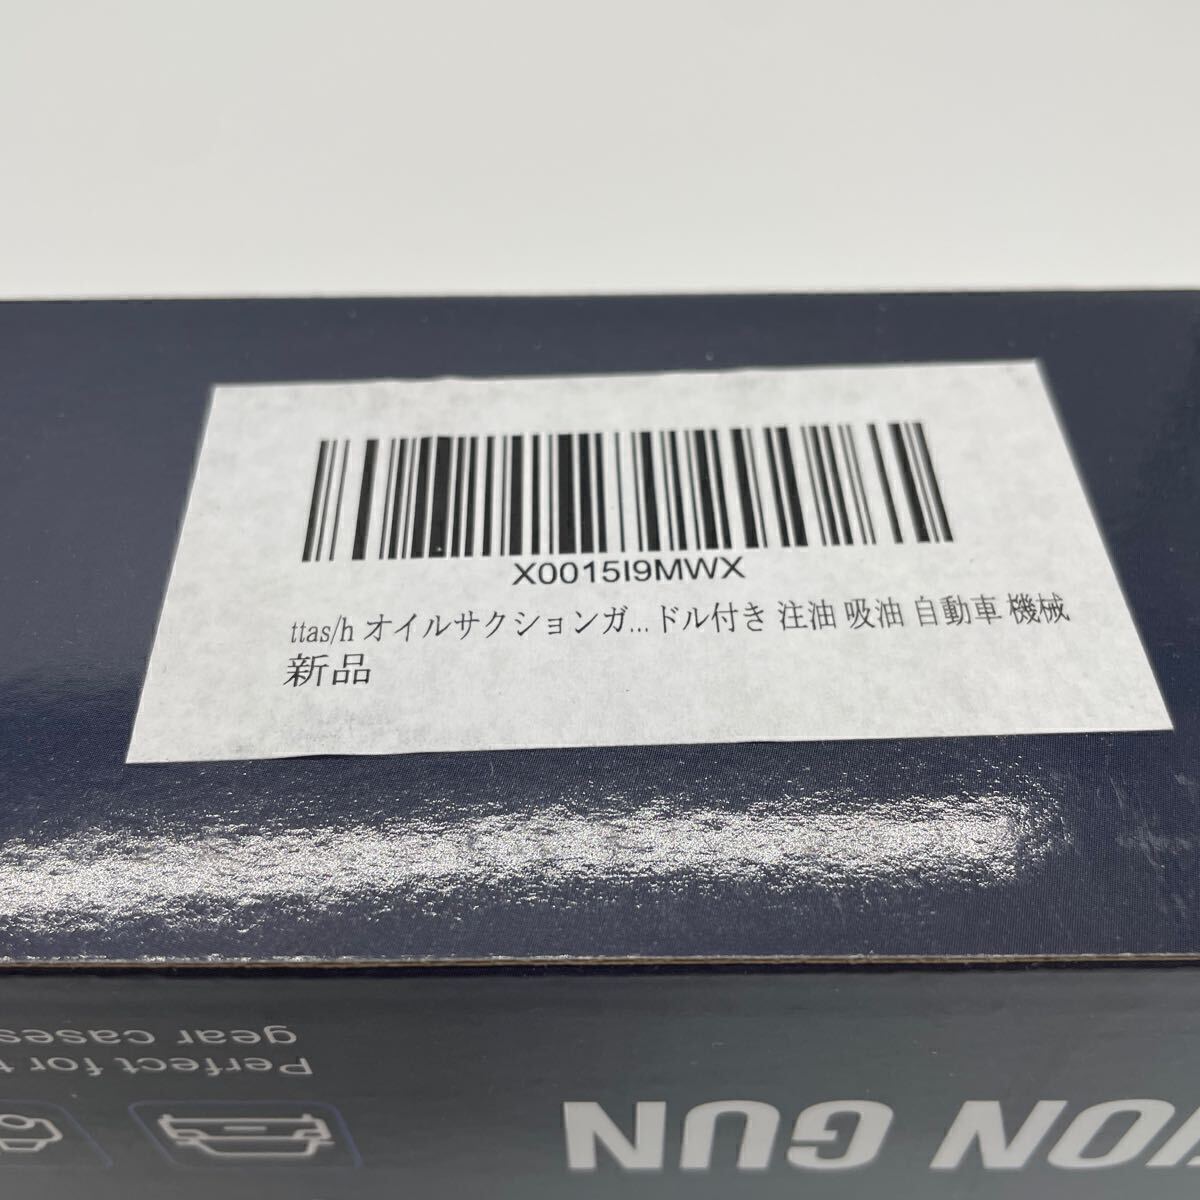 X0015I9MWX
ttas/h オイルサクションガ...ドル付き 注油 吸油 自動車 機械
新品
GUN
Perfect for
gear cases